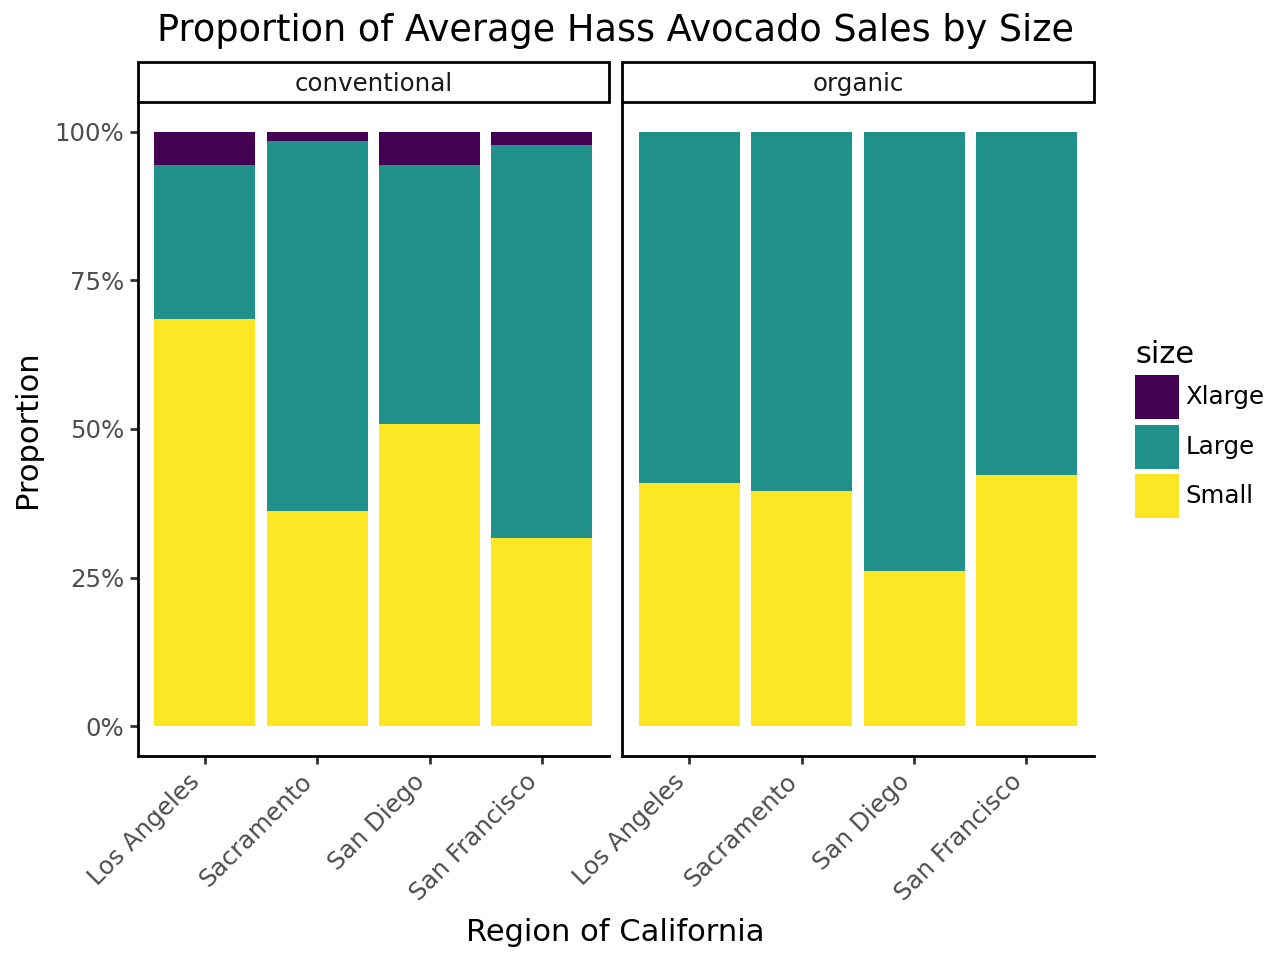 Proportion of Average Hass Avocado Sales by Size
conventional
organic
100%
75%
50%
25%
0%
Proportion
size
Xlarge
Large
Small
Los Angeles
Sacramento
San Diego
San Francisco
Los Angeles
Sacramento
San Diego
San Francisco
Region of California